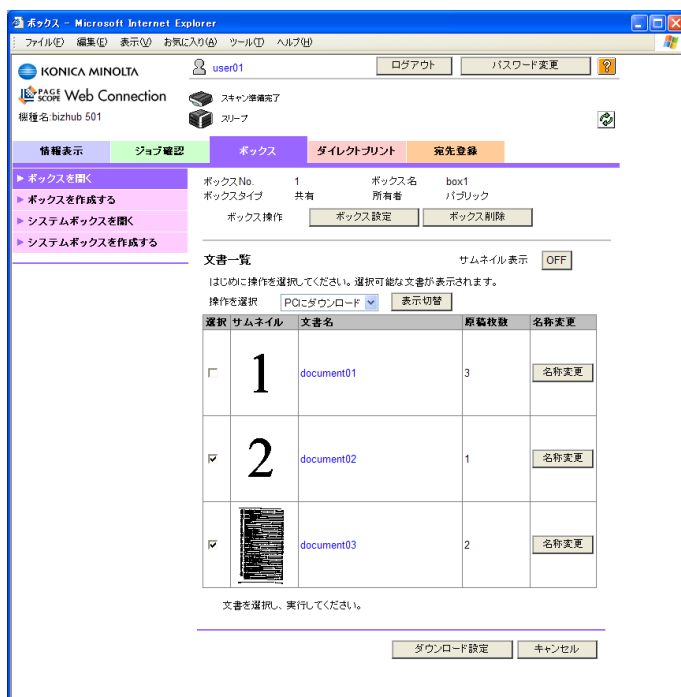 ボックス - Microsoft Internet Explorer
ファイル(F) 編集(E) 表示(V) お気に入り(A) ツール(T) ヘルプ(H)
KONICA MINOLTA
user01
ログアウト
パスワード変更
?
PAGE SCOPE Web Connection
スキャン準備完了
機種名:bizhub 501
スリープ
情報表示 ジョブ確認 ボックス ダイレクトプリント 宛先登録
ボックスを開く
ボックスを作成する
システムボックスを開く
システムボックスを作成する
ボックスNo. 1 ボックス名 box1
ボックスタイプ 共有 所有者 パブリック
ボックス操作 ボックス設定 ボックス削除
文書一覧 サムネイル表示 OFF
はじめに操作を選択してください。選択可能な文書が表示されます。
操作を選択 PCにダウンロード 表示切替
選択 サムネイル 文書名 原稿枚数 名称変更
1 document01 3 名称変更
2 document02 1 名称変更
document03 2 名称変更
文書を選択し、実行してください。
ダウンロード設定 キャンセル